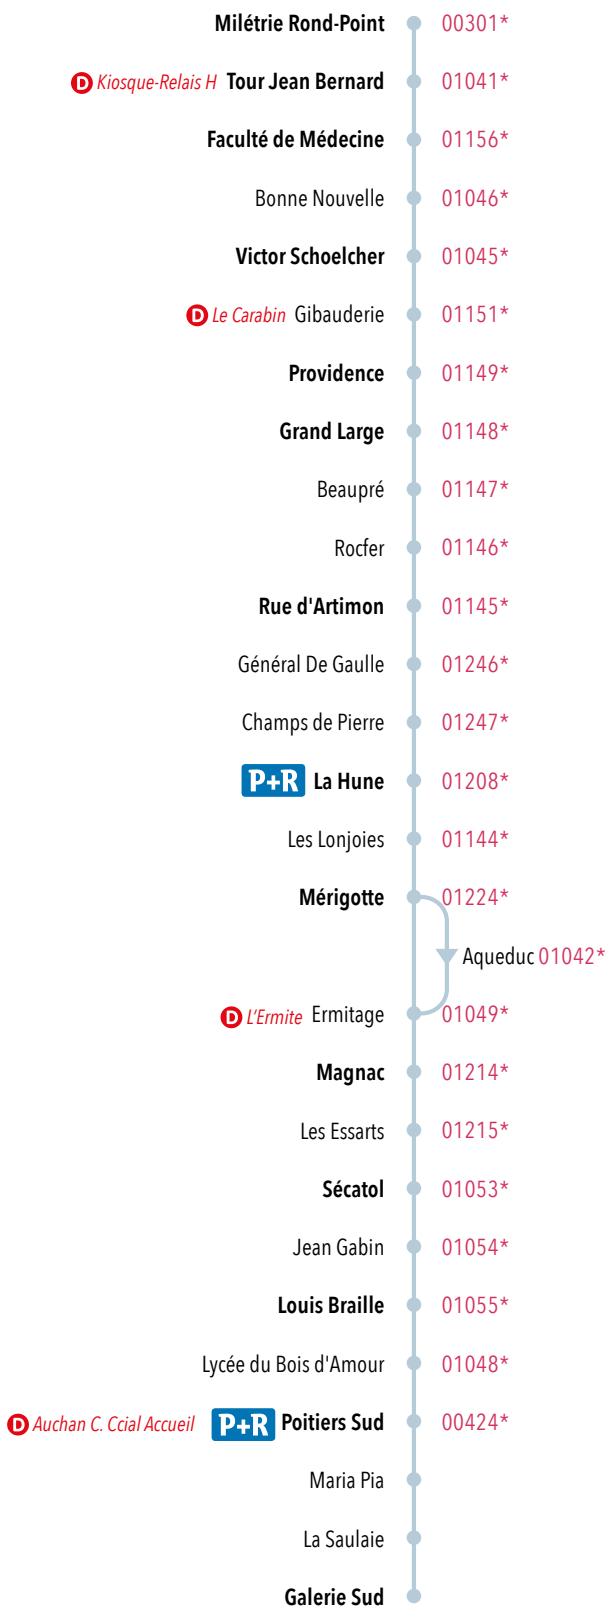 Milétrie Rond-Point 00301*
D Kiosque-Relais H Tour Jean Bernard 01041*
Faculté de Médecine 01156*
Bonne Nouvelle 01046*
Victor Schoelcher 01045*
D Le Carabin Gibauderie 01151*
Providence 01149*
Grand Large 01148*
Beaupré 01147*
Rocfer 01146*
Rue d'Artimon 01145*
Général De Gaulle 01246*
Champs de Pierre 01247*
P+R La Hune 01208*
Les Lonjoies 01144*
Mérigotte 01224*
Aqueduc 01042*
D L'Ermite Ermitage 01049*
Magnac 01214*
Les Essarts 01215*
Sécatol 01053*
Jean Gabin 01054*
Louis Braille 01055*
Lycée du Bois d'Amour 01048*
D Auchan C. Ccial Accueil P+R Poitiers Sud 00424*
Maria Pia
La Saulaie
Galerie Sud